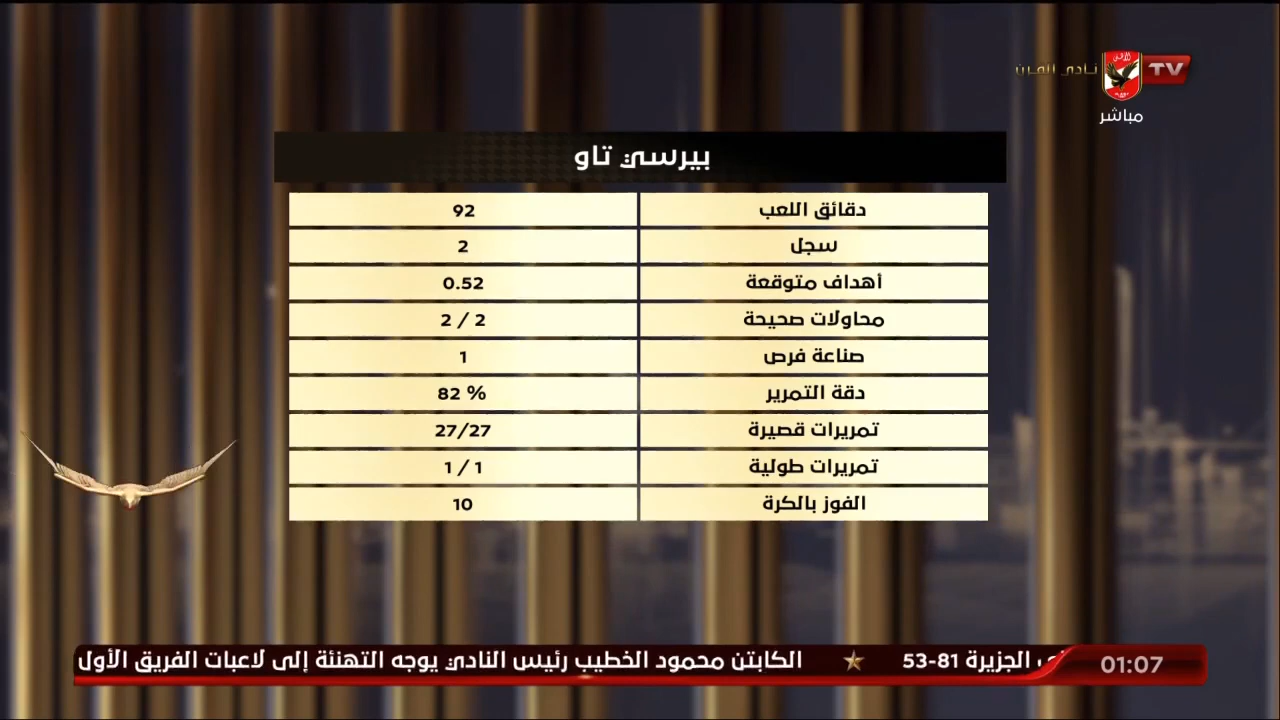 نادي القرن
TV
مباشر
بيرسي تاو
دقائق اللعب 92
سجل 2
أهداف متوقعة 0.52
محاولات صحيحة 2 / 2
صناعة فرص 1
دقة التمرير 82 %
تمريرات قصيرة 27/27
تمريرات طولية 1 / 1
الفوز بالكرة 10
01:07
الجزيرة 81-53 ★ الكابتن محمود الخطيب رئيس النادي يوجه التهنئة إلى لاعبات الفريق الأول